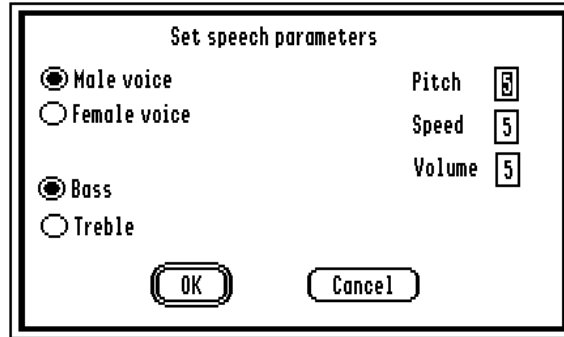 Set speech parameters
Male voice
Female voice
Pitch 5
Speed 5
Volume 5
Bass
Treble
OK Cancel